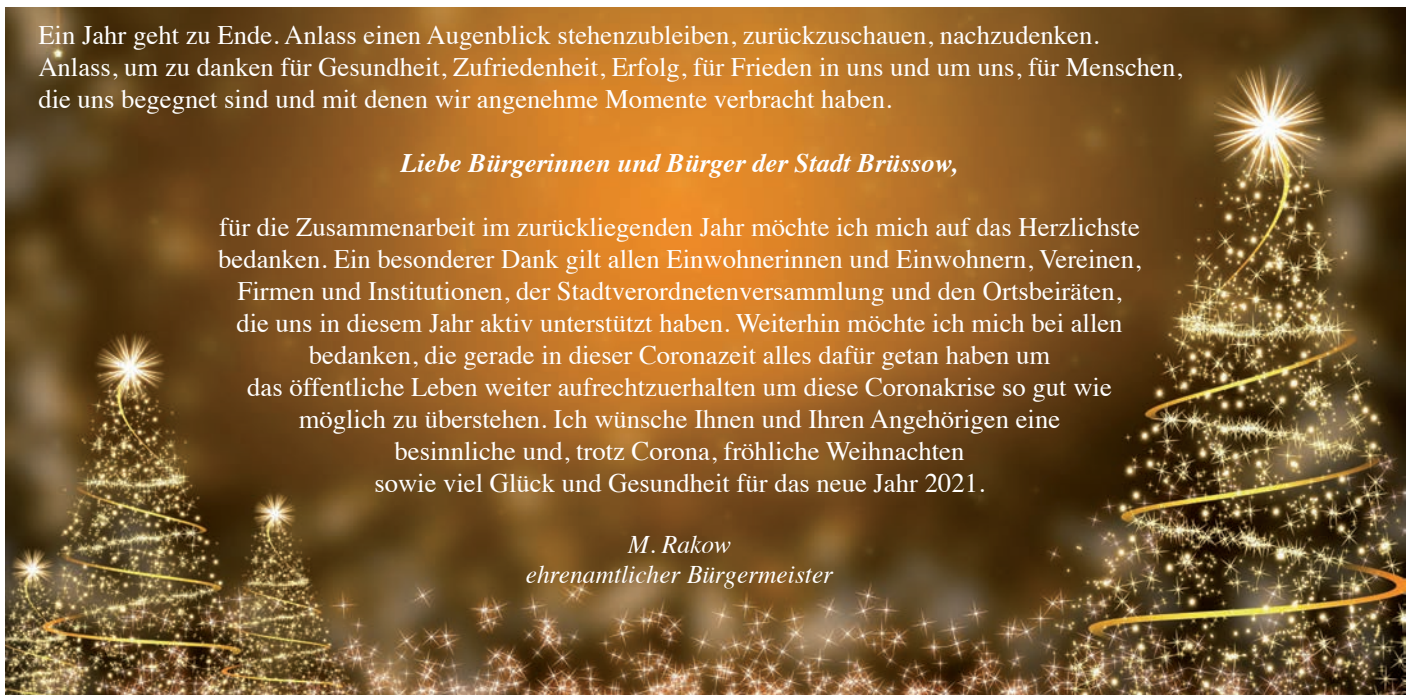 Ein Jahr geht zu Ende. Anlass einen Augenblick stehenzubleiben, zurückzuschauen, nachzudenken.
Anlass, um zu danken für Gesundheit, Zufriedenheit, Erfolg, für Frieden in uns und um uns, für Menschen,
die uns begegnet sind und mit denen wir angenehme Momente verbracht haben.
Liebe Bürgerinnen und Bürger der Stadt Brüssow,
für die Zusammenarbeit im zurückliegenden Jahr möchte ich mich auf das Herzlichste
bedanken. Ein besonderer Dank gilt allen Einwohnerinnen und Einwohnern, Vereinen,
Firmen und Institutionen, der Stadtverordnetenversammlung und den Ortsbeiräten,
die uns in diesem Jahr aktiv unterstützt haben. Weiterhin möchte ich mich bei allen
bedanken, die gerade in dieser Coronazeit alles dafür getan haben um
das öffentliche Leben weiter aufrechtzuerhalten um diese Coronakrise so gut wie
möglich zu überstehen. Ich wünsche Ihnen und Ihren Angehörigen eine
besinnliche und, trotz Corona, fröhliche Weihnachten
sowie viel Glück und Gesundheit für das neue Jahr 2021.
M. Rakow
ehrenamtlicher Bürgermeister